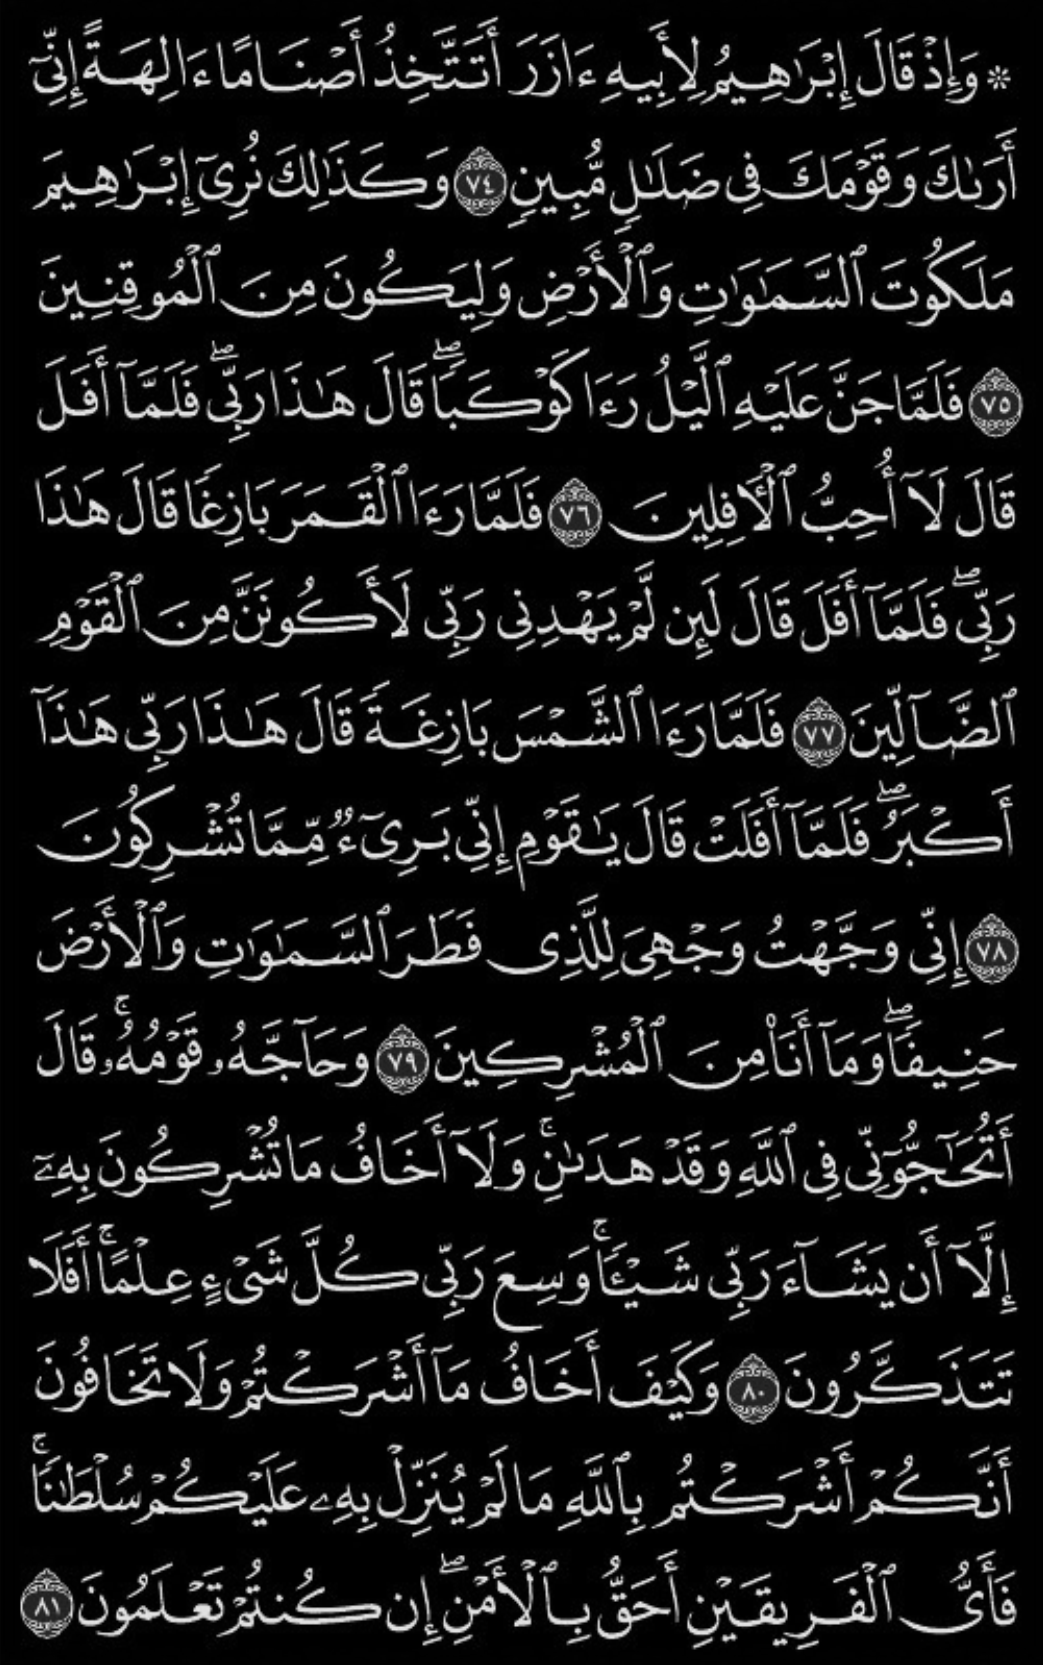 ۞ وَإِذْ قَالَ إِبْرَٰهِيمُ لِأَبِيهِ ءَازَرَ أَتَتَّخِذُ أَصْنَامًا ءَالِهَةً إِنِّىٓ
أَرَىٰكَ وَقَوْمَكَ فِى ضَلَـٰلٍ مُّبِينٍ ٧٤ وَكَذَٰلِكَ نُرِىٓ إِبْرَٰهِيمَ
مَلَكُوتَ ٱلسَّمَـٰوَٰتِ وَٱلْأَرْضِ وَلِيَكُونَ مِنَ ٱلْمُوقِنِينَ
٧٥ فَلَمَّا جَنَّ عَلَيْهِ ٱلَّيْلُ رَءَا كَوْكَبًا ۖ قَالَ هَـٰذَا رَبِّى ۖ فَلَمَّآ أَفَلَ
قَالَ لَآ أُحِبُّ ٱلْـَٔافِلِينَ ٧٦ فَلَمَّا رَءَا ٱلْقَمَرَ بَازِغًا قَالَ هَـٰذَا
رَبِّى ۖ فَلَمَّآ أَفَلَ قَالَ لَئِن لَّمْ يَهْدِنِى رَبِّى لَأَكُونَنَّ مِنَ ٱلْقَوْمِ
ٱلضَّآلِّينَ ٧٧ فَلَمَّا رَءَا ٱلشَّمْسَ بَازِغَةً قَالَ هَـٰذَا رَبِّى هَـٰذَآ
أَكْبَرُ ۖ فَلَمَّآ أَفَلَتْ قَالَ يَـٰقَوْمِ إِنِّى بَرِىٓءٌ مِّمَّا تُشْرِكُونَ
٧٨ إِنِّى وَجَّهْتُ وَجْهِىَ لِلَّذِى فَطَرَ ٱلسَّمَـٰوَٰتِ وَٱلْأَرْضَ
حَنِيفًا ۖ وَمَآ أَنَا۠ مِنَ ٱلْمُشْرِكِينَ ٧٩ وَحَآجَّهُۥ قَوْمُهُۥ ۚ قَالَ
أَتُحَـٰٓجُّوٓنِّى فِى ٱللَّهِ وَقَدْ هَدَىٰنِ ۚ وَلَآ أَخَافُ مَا تُشْرِكُونَ بِهِۦٓ
إِلَّآ أَن يَشَآءَ رَبِّى شَيْـًٔا ۚ وَسِعَ رَبِّى كُلَّ شَىْءٍ عِلْمًا ۚ أَفَلَا
تَتَذَكَّرُونَ ٨٠ وَكَيْفَ أَخَافُ مَآ أَشْرَكْتُمْ وَلَا تَخَافُونَ
أَنَّكُمْ أَشْرَكْتُم بِٱللَّهِ مَا لَمْ يُنَزِّلْ بِهِۦ عَلَيْكُمْ سُلْطَـٰنًا ۚ
فَأَىُّ ٱلْفَرِيقَيْنِ أَحَقُّ بِٱلْأَمْنِ ۖ إِن كُنتُمْ تَعْلَمُونَ ٨١